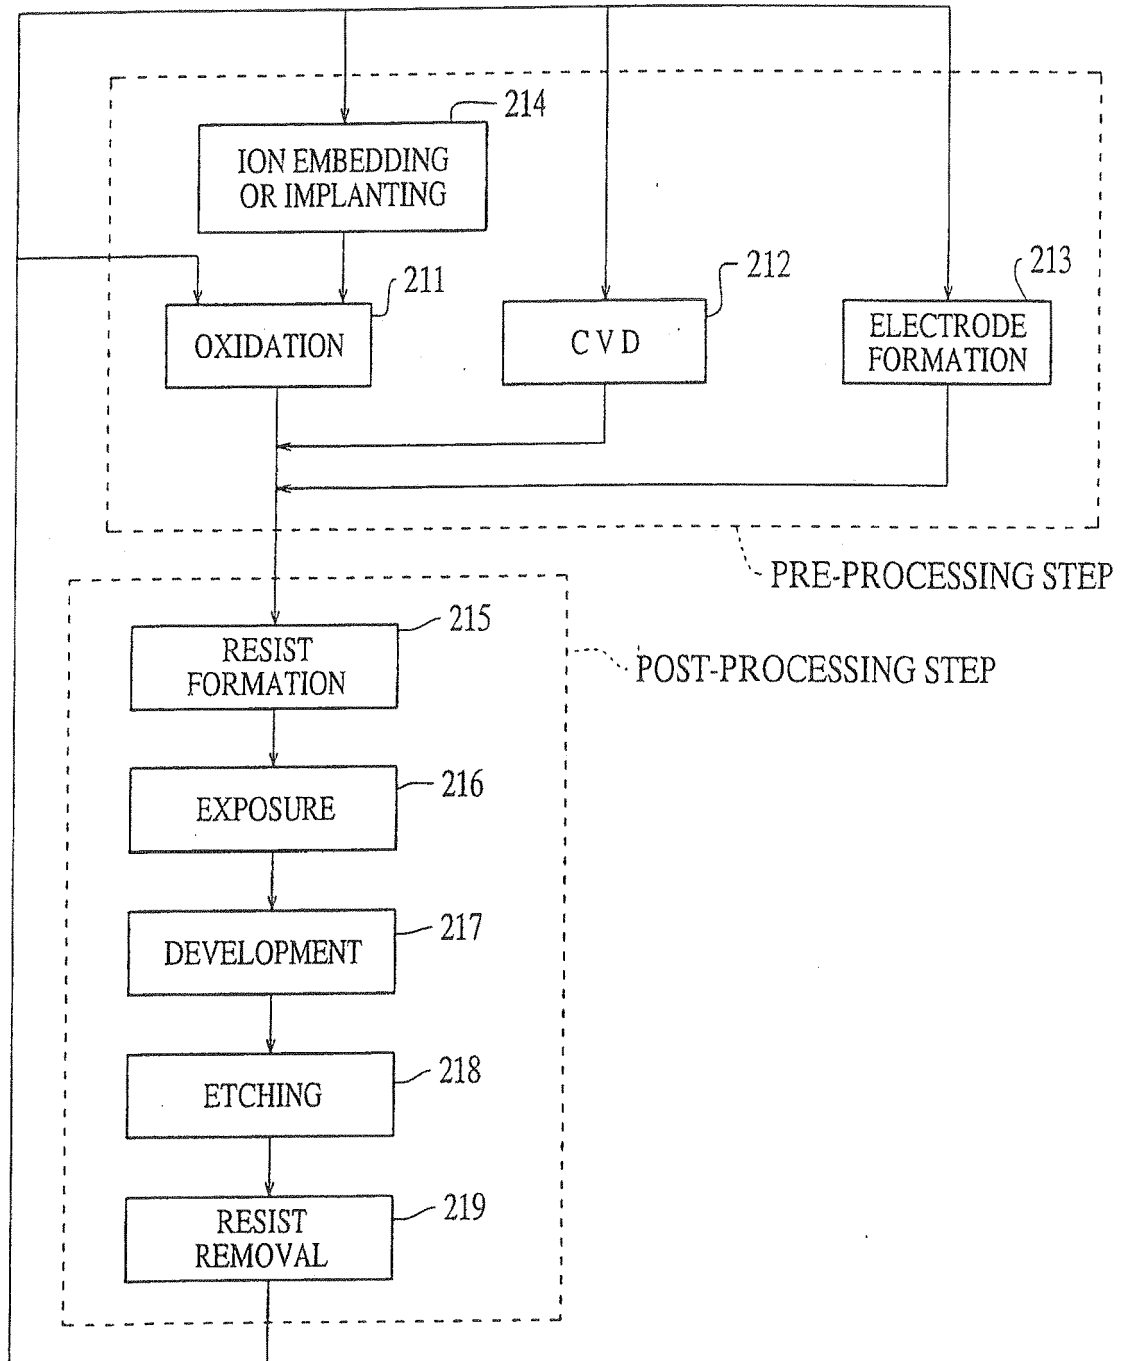 214
ION EMBEDDING
OR IMPLANTING
211
OXIDATION
212
CVD
213
ELECTRODE
FORMATION
PRE-PROCESSING STEP
215
RESIST
FORMATION
POST-PROCESSING STEP
216
EXPOSURE
217
DEVELOPMENT
218
ETCHING
219
RESIST
REMOVAL